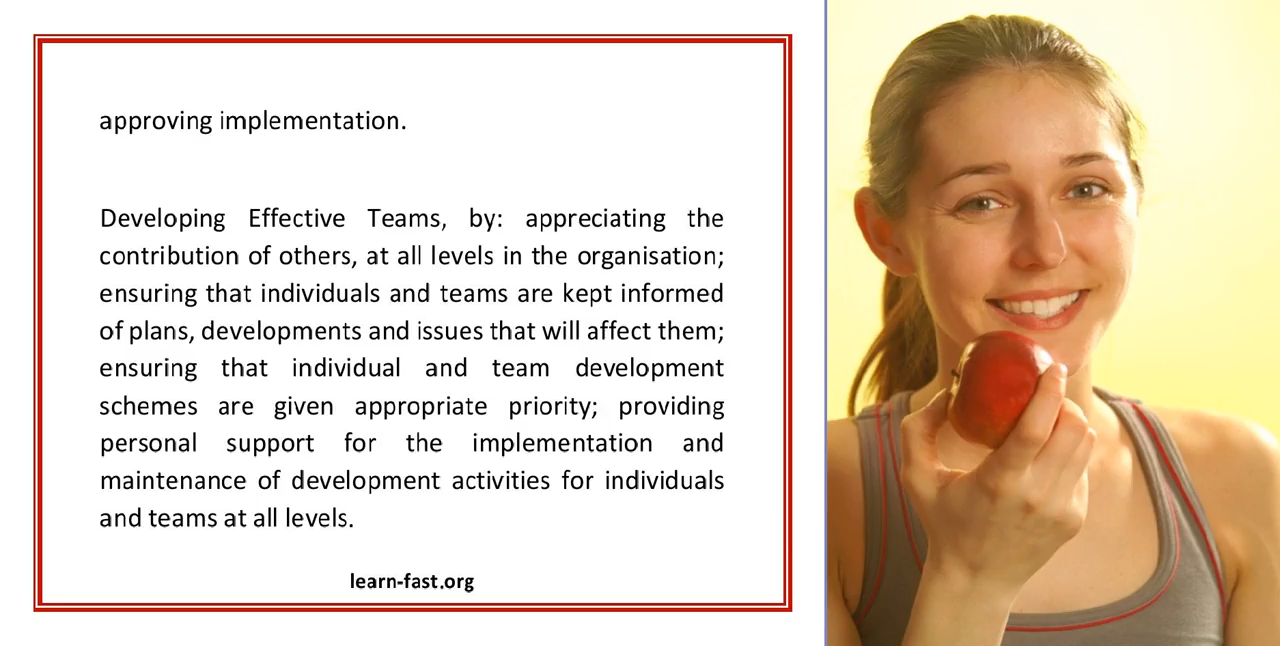 approving implementation.
Developing Effective Teams, by: appreciating the
contribution of others, at all levels in the organisation;
ensuring that individuals and teams are kept informed
of plans, developments and issues that will affect them;
ensuring that individual and team development
schemes are given appropriate priority; providing
personal support for the implementation and
maintenance of development activities for individuals
and teams at all levels.
learn-fast.org